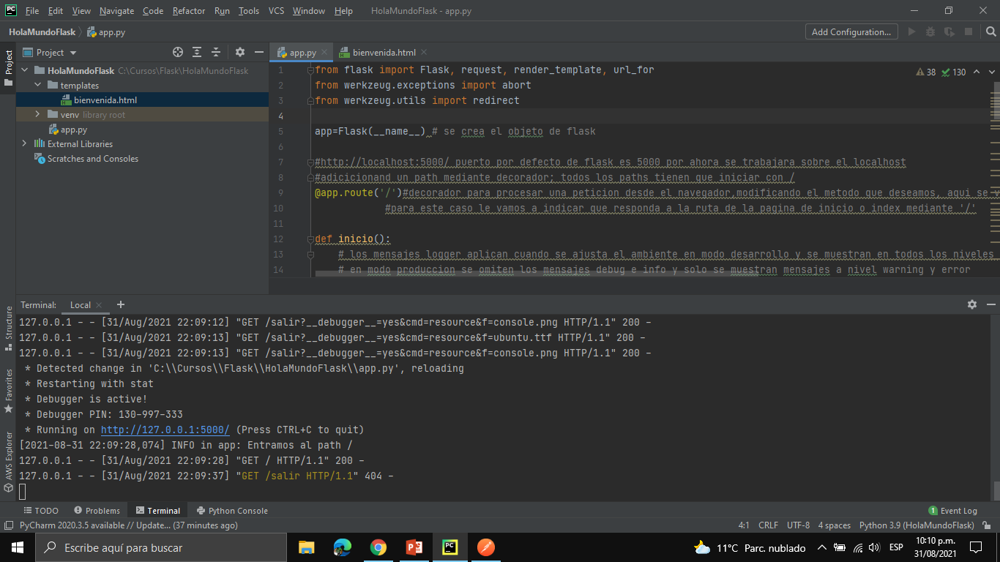 PC File Edit View Navigate Code Refactor Run Tools VCS Window Help HolaMundoFlask - app.py
HolaMundoFlask app.py Add Configuration...
Project
Project
app.py
bienvenida.html
HolaMundoFlask C:\Cursos\Flask\HolaMundoFlask
templates
bienvenida.html
venv library root
app.py
External Libraries
Scratches and Consoles
38 130
1 from flask import Flask, request, render_template, url_for
2 from werkzeug.exceptions import abort
3 from werkzeug.utils import redirect
4
5 app=Flask(__name__) # se crea el objeto de flask
6
7 #http://localhost:5000/ puerto por defecto de flask es 5000 por ahora se trabajara sobre el localhost
8 #adicicionand un path mediante decorador; todos los paths tienen que iniciar con /
9 @app.route('/')#decorador para procesar una peticion desde el navegador,modificando el metodo que deseamos, aqui se v
10 #para este caso le vamos a indicar que responda a la ruta de la pagina de inicio o index mediante '/'
11
12 def inicio():
13 # los mensajes logger aplican cuando se ajusta el ambiente en modo desarrollo y se muestran en todos los niveles
14 # en modo produccion se omiten los mensajes debug e info y solo se muestran mensajes a nivel warning y error
Structure
Favorites
AWS Explorer
Terminal: Local
127.0.0.1 - - [31/Aug/2021 22:09:12] "GET /salir?__debugger__=yes&cmd=resource&f=console.png HTTP/1.1" 200 -
127.0.0.1 - - [31/Aug/2021 22:09:13] "GET /salir?__debugger__=yes&cmd=resource&f=ubuntu.ttf HTTP/1.1" 200 -
127.0.0.1 - - [31/Aug/2021 22:09:13] "GET /salir?__debugger__=yes&cmd=resource&f=console.png HTTP/1.1" 200 -
* Detected change in 'C:\\Cursos\\Flask\\HolaMundoFlask\\app.py', reloading
* Restarting with stat
* Debugger is active!
* Debugger PIN: 130-997-333
* Running on http://127.0.0.1:5000/ (Press CTRL+C to quit)
[2021-08-31 22:09:28,074] INFO in app: Entramos al path /
127.0.0.1 - - [31/Aug/2021 22:09:28] "GET / HTTP/1.1" 200 -
127.0.0.1 - - [31/Aug/2021 22:09:37] "GET /salir HTTP/1.1" 404 -
TODO Problems Terminal Python Console 1 Event Log
PyCharm 2020.3.5 available // Update... (37 minutes ago) 4:1 CRLF UTF-8 4 spaces Python 3.9 (HolaMundoFlask)
Escribe aquí para buscar
PC
11°C Parc. nublado ESP
10:10 p.m.
31/08/2021